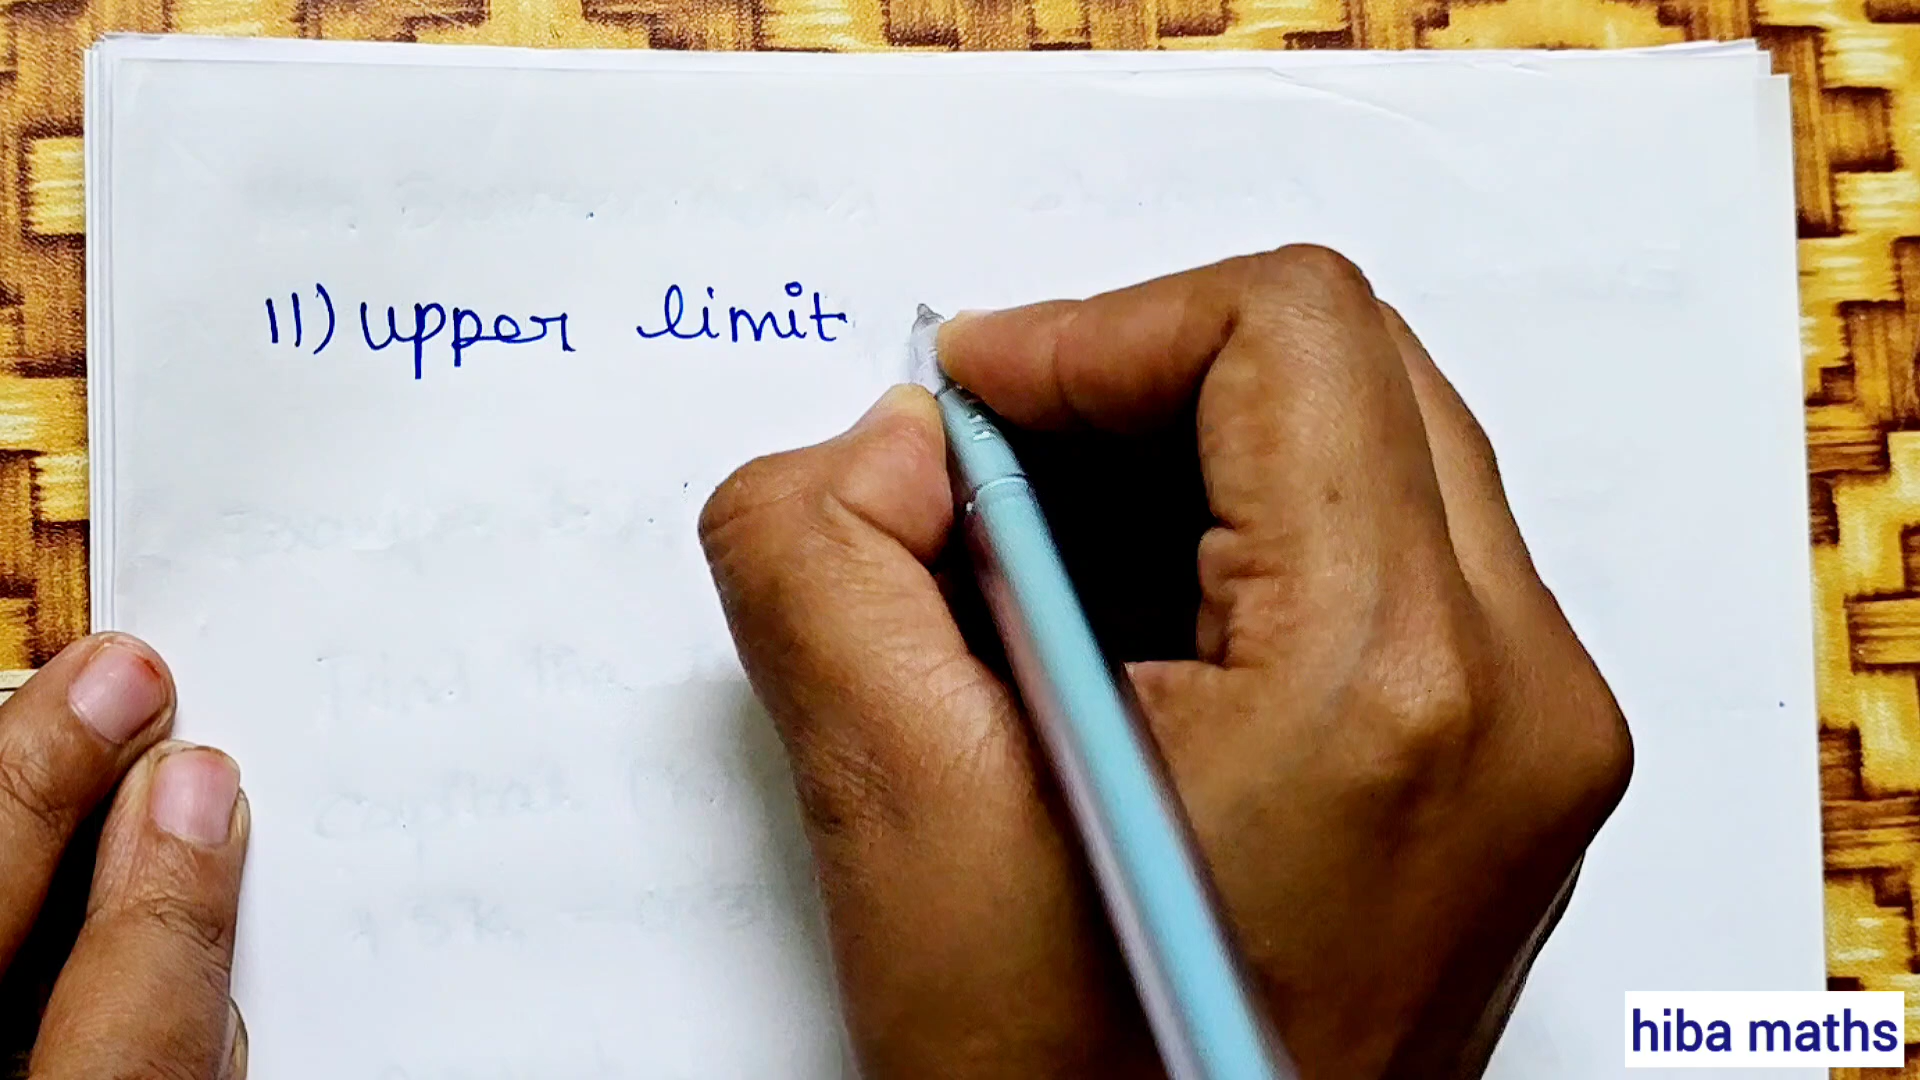 11) upper limit
hiba maths